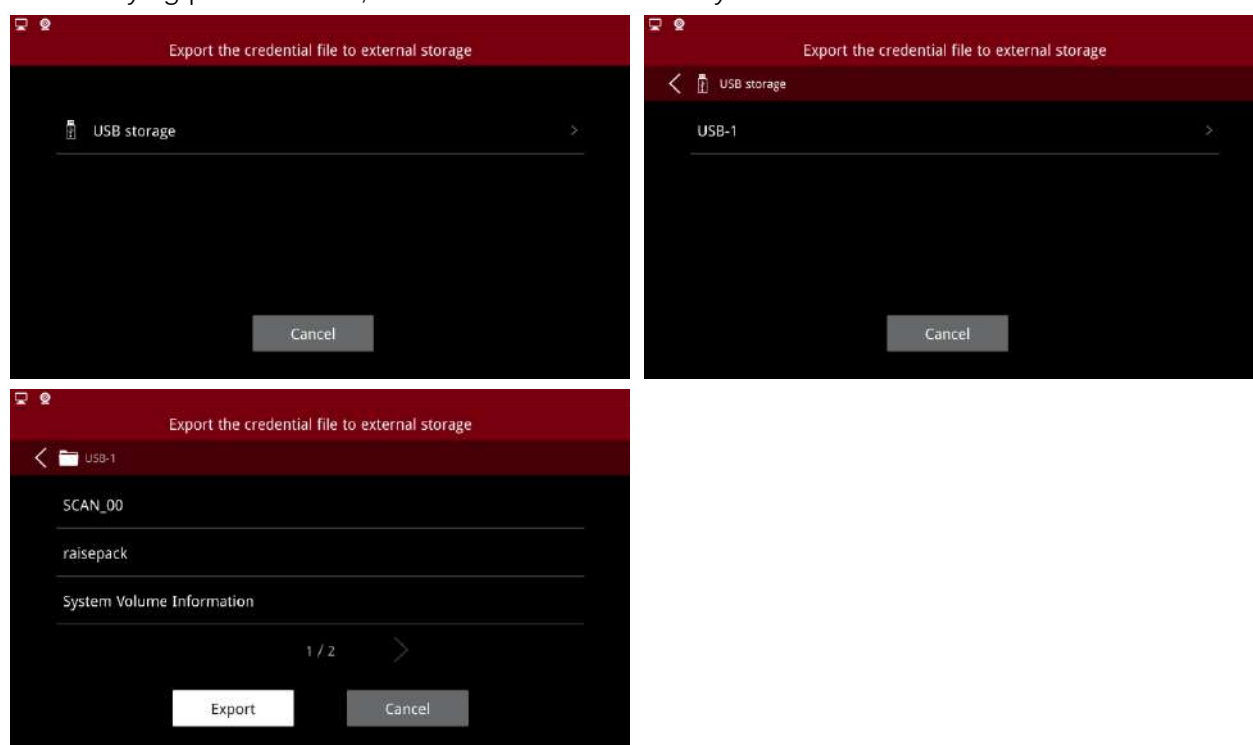 Export the credential file to external storage
USB storage
Cancel
Export the credential file to external storage
USB storage
USB-1
Cancel
Export the credential file to external storage
USB-1
SCAN_00
raisepack
System Volume Information
1 / 2
Export
Cancel